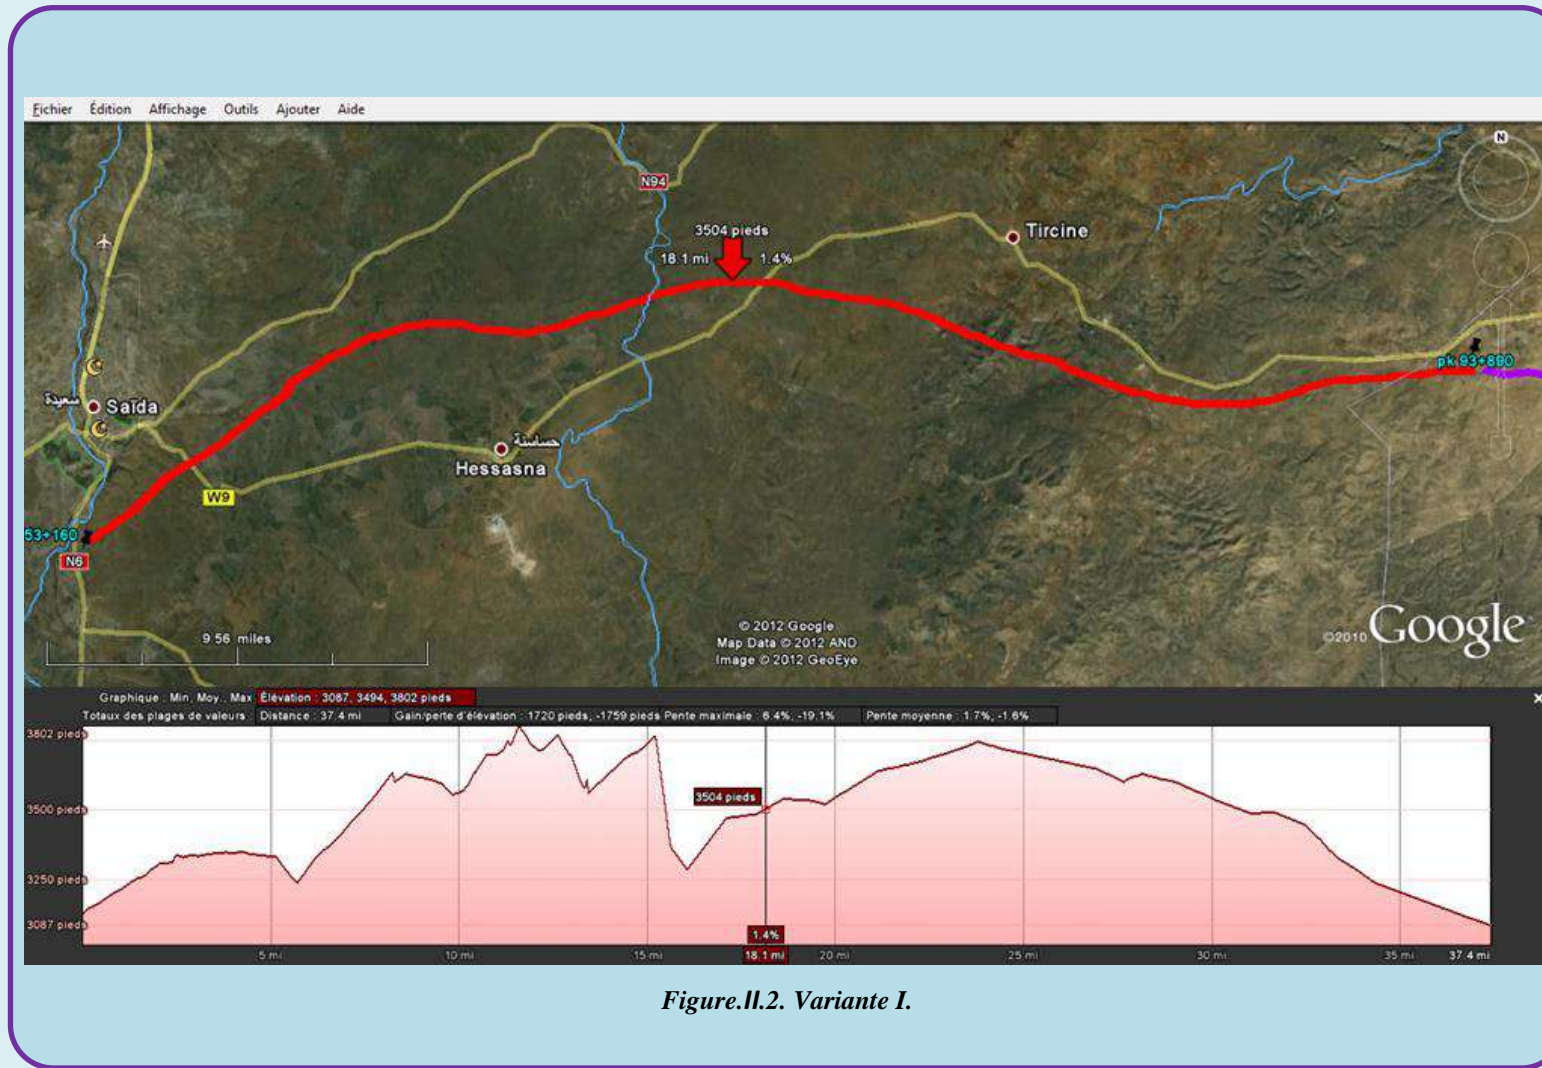 Fichier Édition Affichage Outils Ajouter Aide
N
N94
3504 pieds
18.1 mi 1.4%
Tircine
pk 93+890
سعيدة
Saïda
حساسنة
Hessasna
W9
53+160
N6
9.56 miles
© 2012 Google
Map Data © 2012 AND
Image © 2012 GeoEye
©2010 Google
Graphique : Min, Moy., Max Élévation : 3087, 3494, 3802 pieds
Totaux des plages de valeurs : Distance : 37.4 mi Gain/perte d'élévation : 1720 pieds, -1759 pieds Pente maximale : 6.4%, -19.1% Pente moyenne : 1.7%, -1.6%
3802 pieds
3504 pieds
3500 pieds
3250 pieds
3087 pieds
1.4%
5 mi 10 mi 15 mi 18.1 mi 20 mi 25 mi 30 mi 35 mi 37.4 mi
Figure.II.2. Variante I.